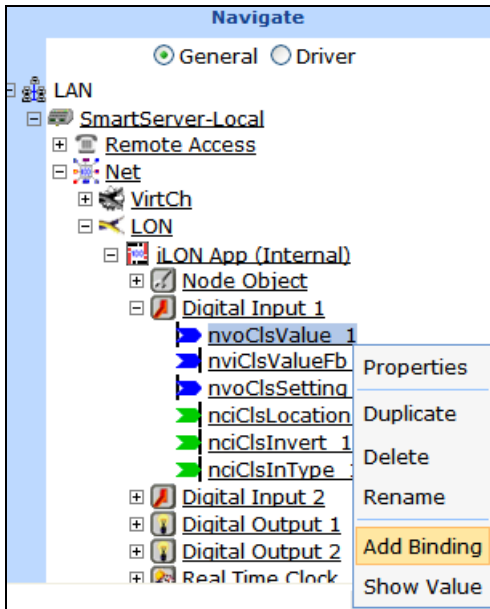 Navigate
General Driver
LAN
SmartServer-Local
Remote Access
Net
VirtCh
LON
iLON App (Internal)
Node Object
Digital Input 1
nvoClsValue_1
nviClsValueFb
nvoClsSetting
nciClsLocation
nciClsInvert_1
nciClsInType
Digital Input 2
Digital Output 1
Digital Output 2
Real Time Clock
Properties
Duplicate
Delete
Rename
Add Binding
Show Value